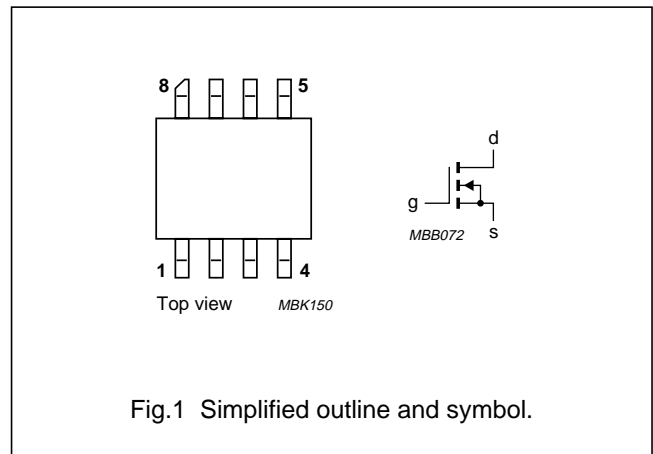 8 5
d
g
MBB072 s
1 4
Top view MBK150
Fig.1 Simplified outline and symbol.